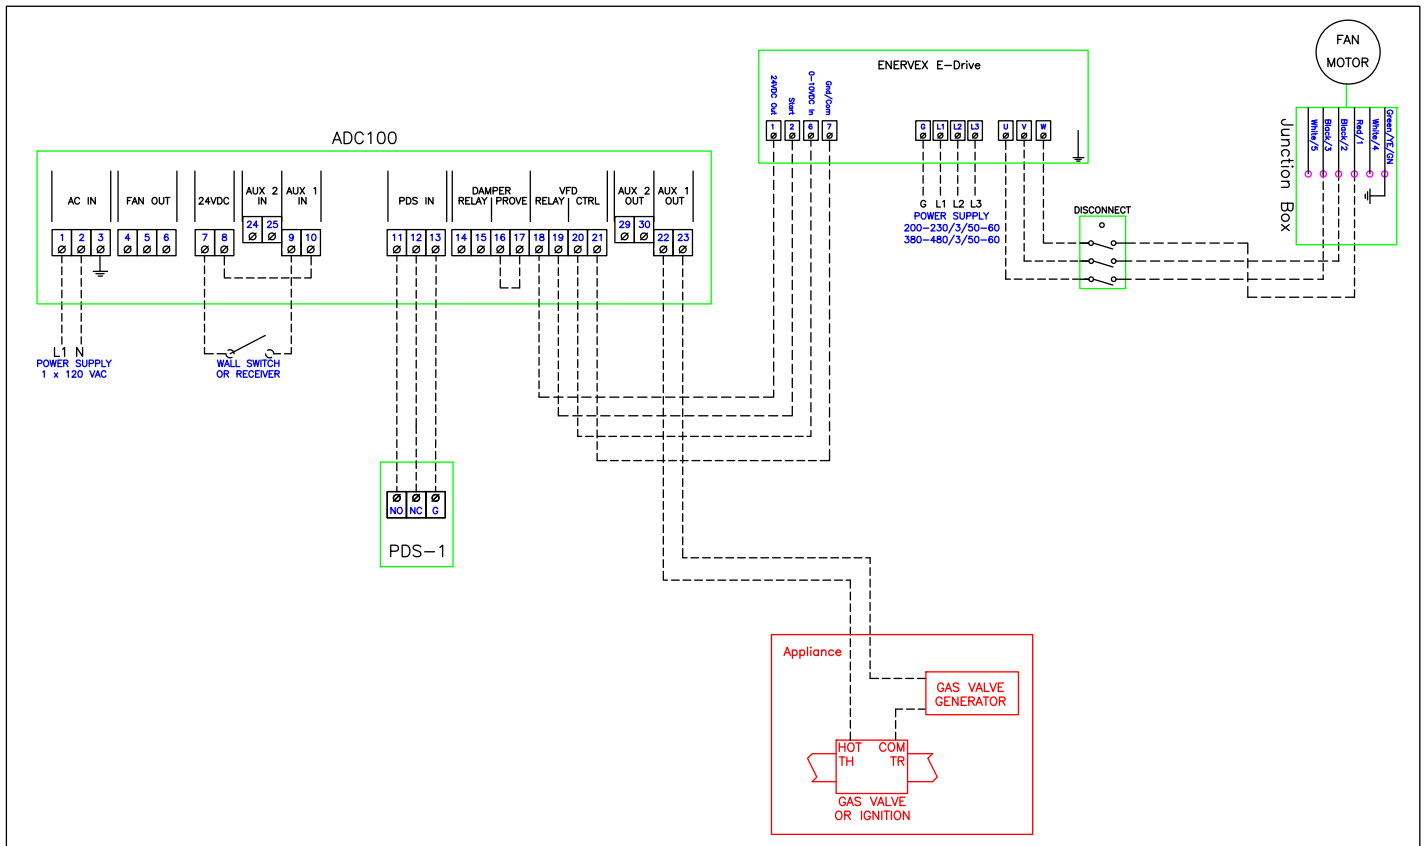 ADC100
AC IN
FAN OUT
24VDC
AUX 2
IN
AUX 1
IN
PDS IN
DAMPER
RELAY PROVE
VFD
RELAY CTRL
AUX 2
OUT
AUX 1
OUT
24 25
29 30
1 2 3 4 5 6 7 8 9 10 11 12 13 14 15 16 17 18 19 20 21 22 23
L1 N
POWER SUPPLY
1 x 120 VAC
WALL SWITCH
OR RECEIVER
NO NC G
PDS-1
ENERVEX E-Drive
24VDC Out
Start
0-10VDC In
Gnd/Com
1 2 6 7
G L1 L2 L3
U V W
G L1 L2 L3
POWER SUPPLY
200-230/3/50-60
380-480/3/50-60
DISCONNECT
FAN
MOTOR
Junction Box
White/5
Black/3
Black/2
Red/1
White/4
Green/YE/GN
Appliance
GAS VALVE
GENERATOR
HOT COM
TH TR
GAS VALVE
OR IGNITION